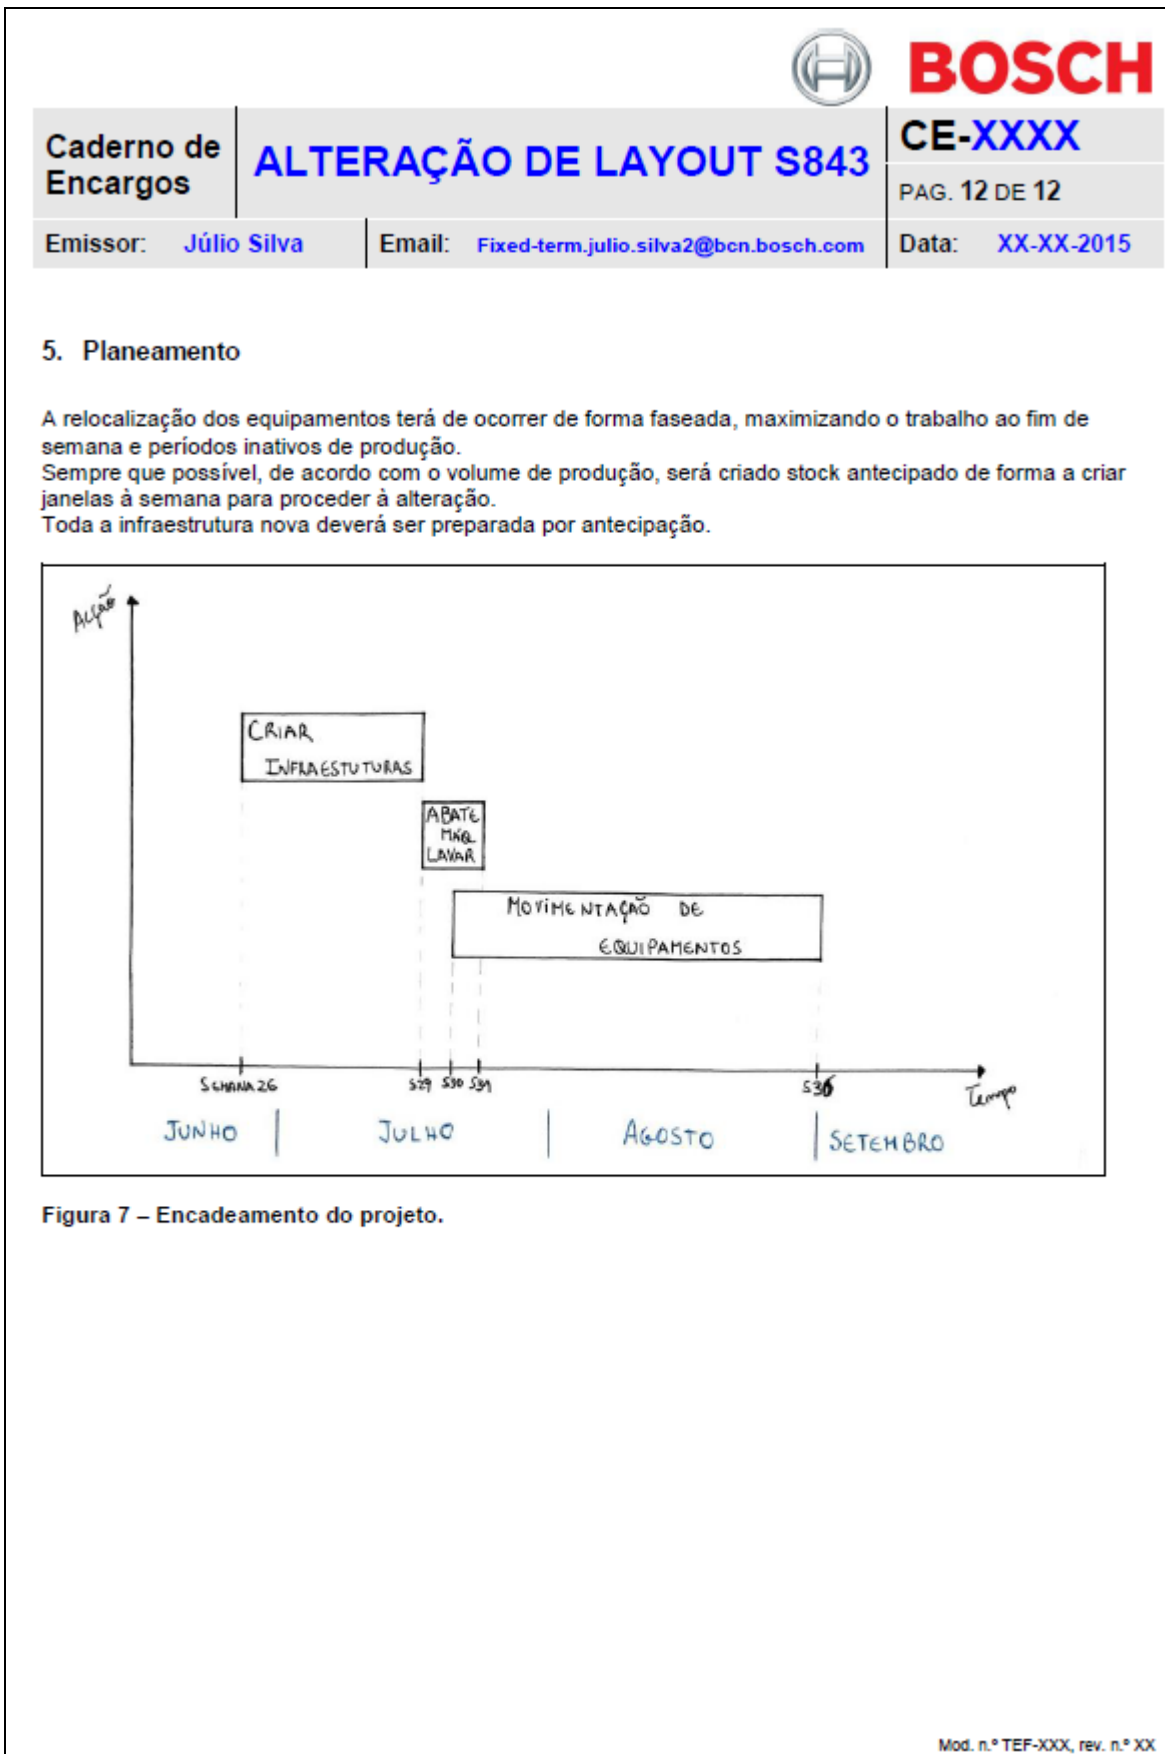 BOSCH
Caderno de
Encargos
ALTERAÇÃO DE LAYOUT S843
CE-XXXX
PAG. 12 DE 12
Emissor: Júlio Silva
Email: Fixed-term.julio.silva2@bcn.bosch.com
Data: XX-XX-2015
5. Planeamento
A relocalização dos equipamentos terá de ocorrer de forma faseada, maximizando o trabalho ao fim de
semana e períodos inativos de produção.
Sempre que possível, de acordo com o volume de produção, será criado stock antecipado de forma a criar
janelas à semana para proceder à alteração.
Toda a infraestrutura nova deverá ser preparada por antecipação.
Acção
CRIAR
INFRAESTUTURAS
ABATE
MÁQ
LAVAR
MOVIMENTAÇÃO DE
EQUIPAMENTOS
SEMANA 26 S29 S30 S31 S36
Tempo
JUNHO | JULHO | AGOSTO | SETEMBRO
Figura 7 – Encadeamento do projeto.
Mod. n.º TEF-XXX, rev. n.º XX